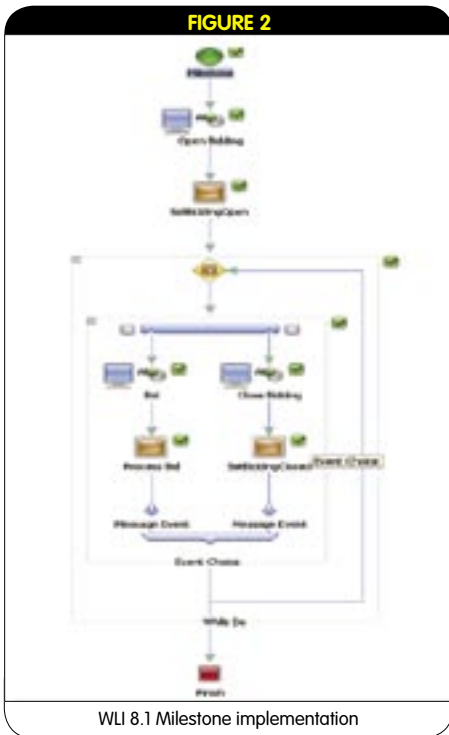 FIGURE 2
Milestone
Open Bidding
SetBiddingOpen
Bid
Close Bidding
Process Bid
SetBiddingClosed
Event Choice
Message Event
Message Event
Event Choice
While Do
Finish
WLI 8.1 Milestone implementation